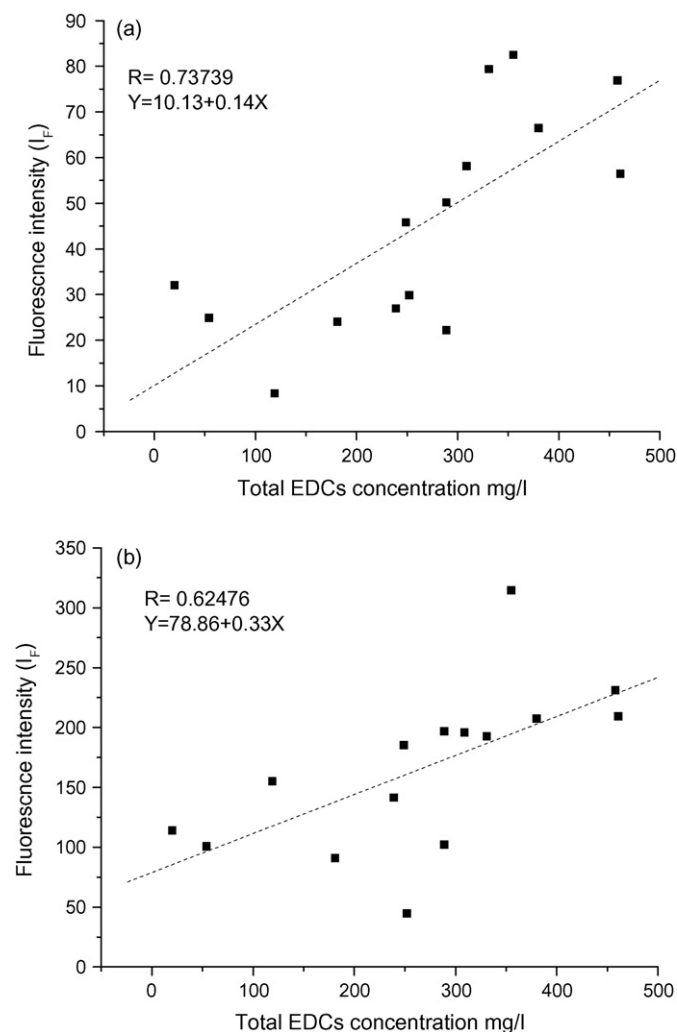 (a)
R= 0.73739
Y=10.13+0.14X
90
80
70
60
50
40
30
20
10
0
Fluorescnce intensity (I_F)
0 100 200 300 400 500
Total EDCs concentration mg/l
(b)
R= 0.62476
Y=78.86+0.33X
350
300
250
200
150
100
50
0
Fluorescnce intensity (I_F)
0 100 200 300 400 500
Total EDCs concentration mg/l